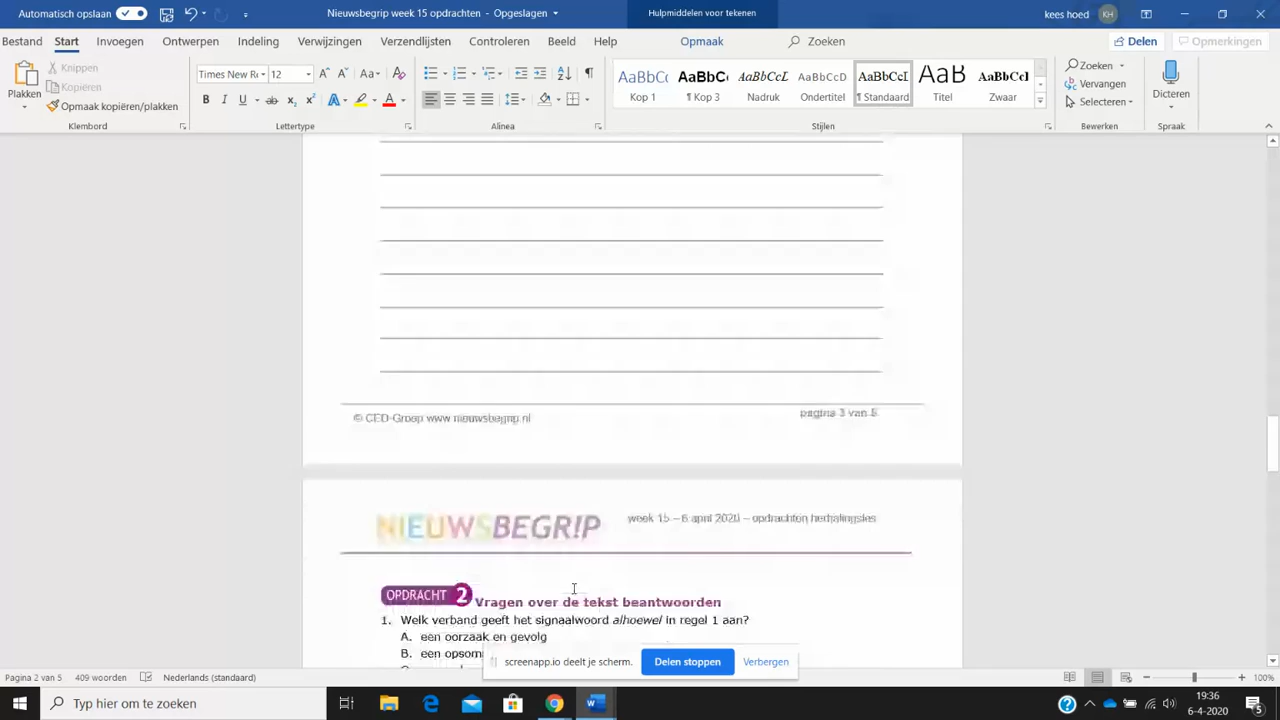 Automatisch opslaan
Nieuwsbegrip week 15 opdrachten - Opgeslagen
Hulpmiddelen voor tekenen
kees hoed KH
Bestand Start Invoegen Ontwerpen Indeling Verwijzingen Verzendlijsten Controleren Beeld Help Opmaak Zoeken Delen Opmerkingen
Plakken
Knippen
Kopiëren
Opmaak kopiëren/plakken
Klembord
Times New R 12
B I U ab x₂ x²
Lettertype
Alinea
AaBbCc AaBbCc AaBbCcL AaBbCcD AaBbCcI AaB AaBbCcI
Kop 1 ¶ Kop 3 Nadruk Ondertitel ¶ Standaard Titel Zwaar
Stijlen
Zoeken
Vervangen
Selecteren
Bewerken
Dicteren
Spraak
© CED-Groep www.nieuwsbegrip.nl pagina 3 van 5
NIEUWSBEGR!P week 15 – 6 april 2020 – opdrachten herhalingsles
OPDRACHT 2 Vragen over de tekst beantwoorden
1. Welk verband geeft het signaalwoord alhoewel in regel 1 aan?
A. een oorzaak en gevolg
B. een opsom
screenapp.io deelt je scherm. Delen stoppen Verbergen
Pagina 2 van 5 409 woorden Nederlands (standaard) 100%
Typ hier om te zoeken
19:36
6-4-2020
5